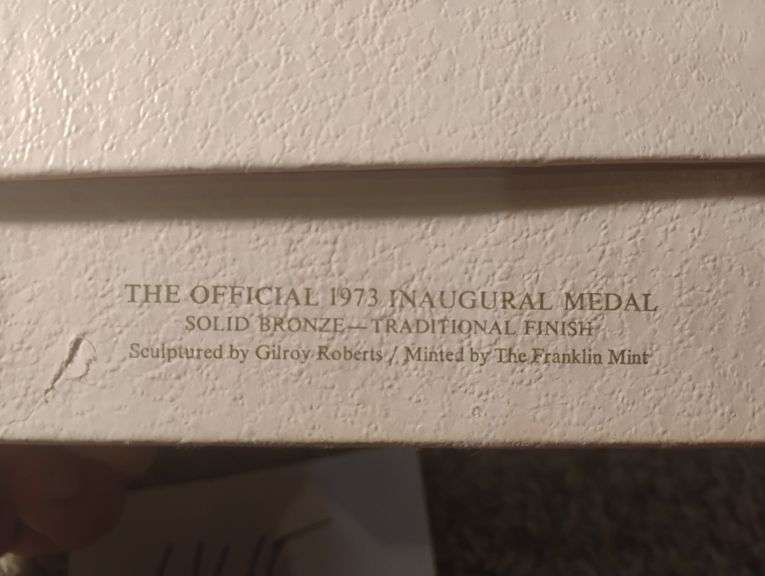 THE OFFICIAL 1973 INAUGURAL MEDAL
SOLID BRONZE—TRADITIONAL FINISH
Sculptured by Gilroy Roberts / Minted by The Franklin Mint